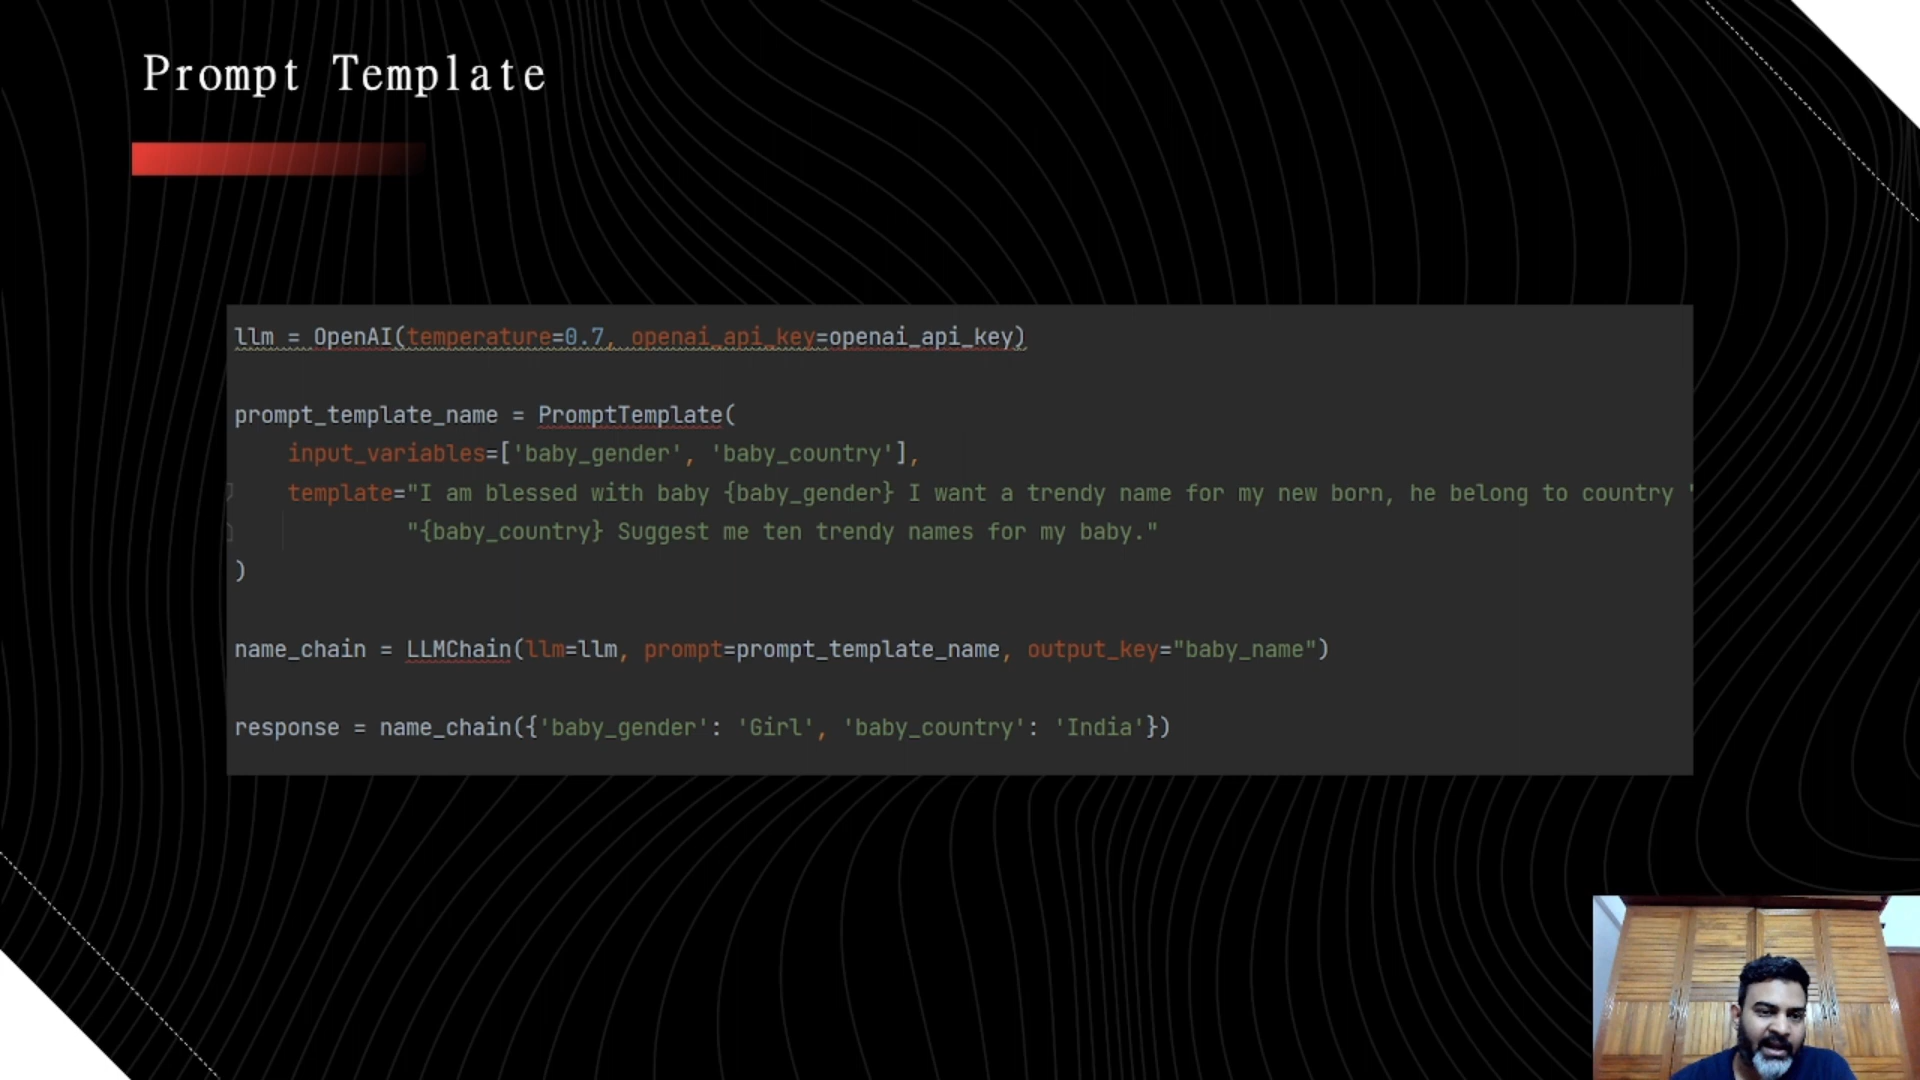 Prompt Template
llm = OpenAI(temperature=0.7, openai_api_key=openai_api_key)
prompt_template_name = PromptTemplate(
input_variables=['baby_gender', 'baby_country'],
template="I am blessed with baby {baby_gender} I want a trendy name for my new born, he belong to country "
"{baby_country} Suggest me ten trendy names for my baby."
)
name_chain = LLMChain(llm=llm, prompt=prompt_template_name, output_key="baby_name")
response = name_chain({'baby_gender': 'Girl', 'baby_country': 'India'})